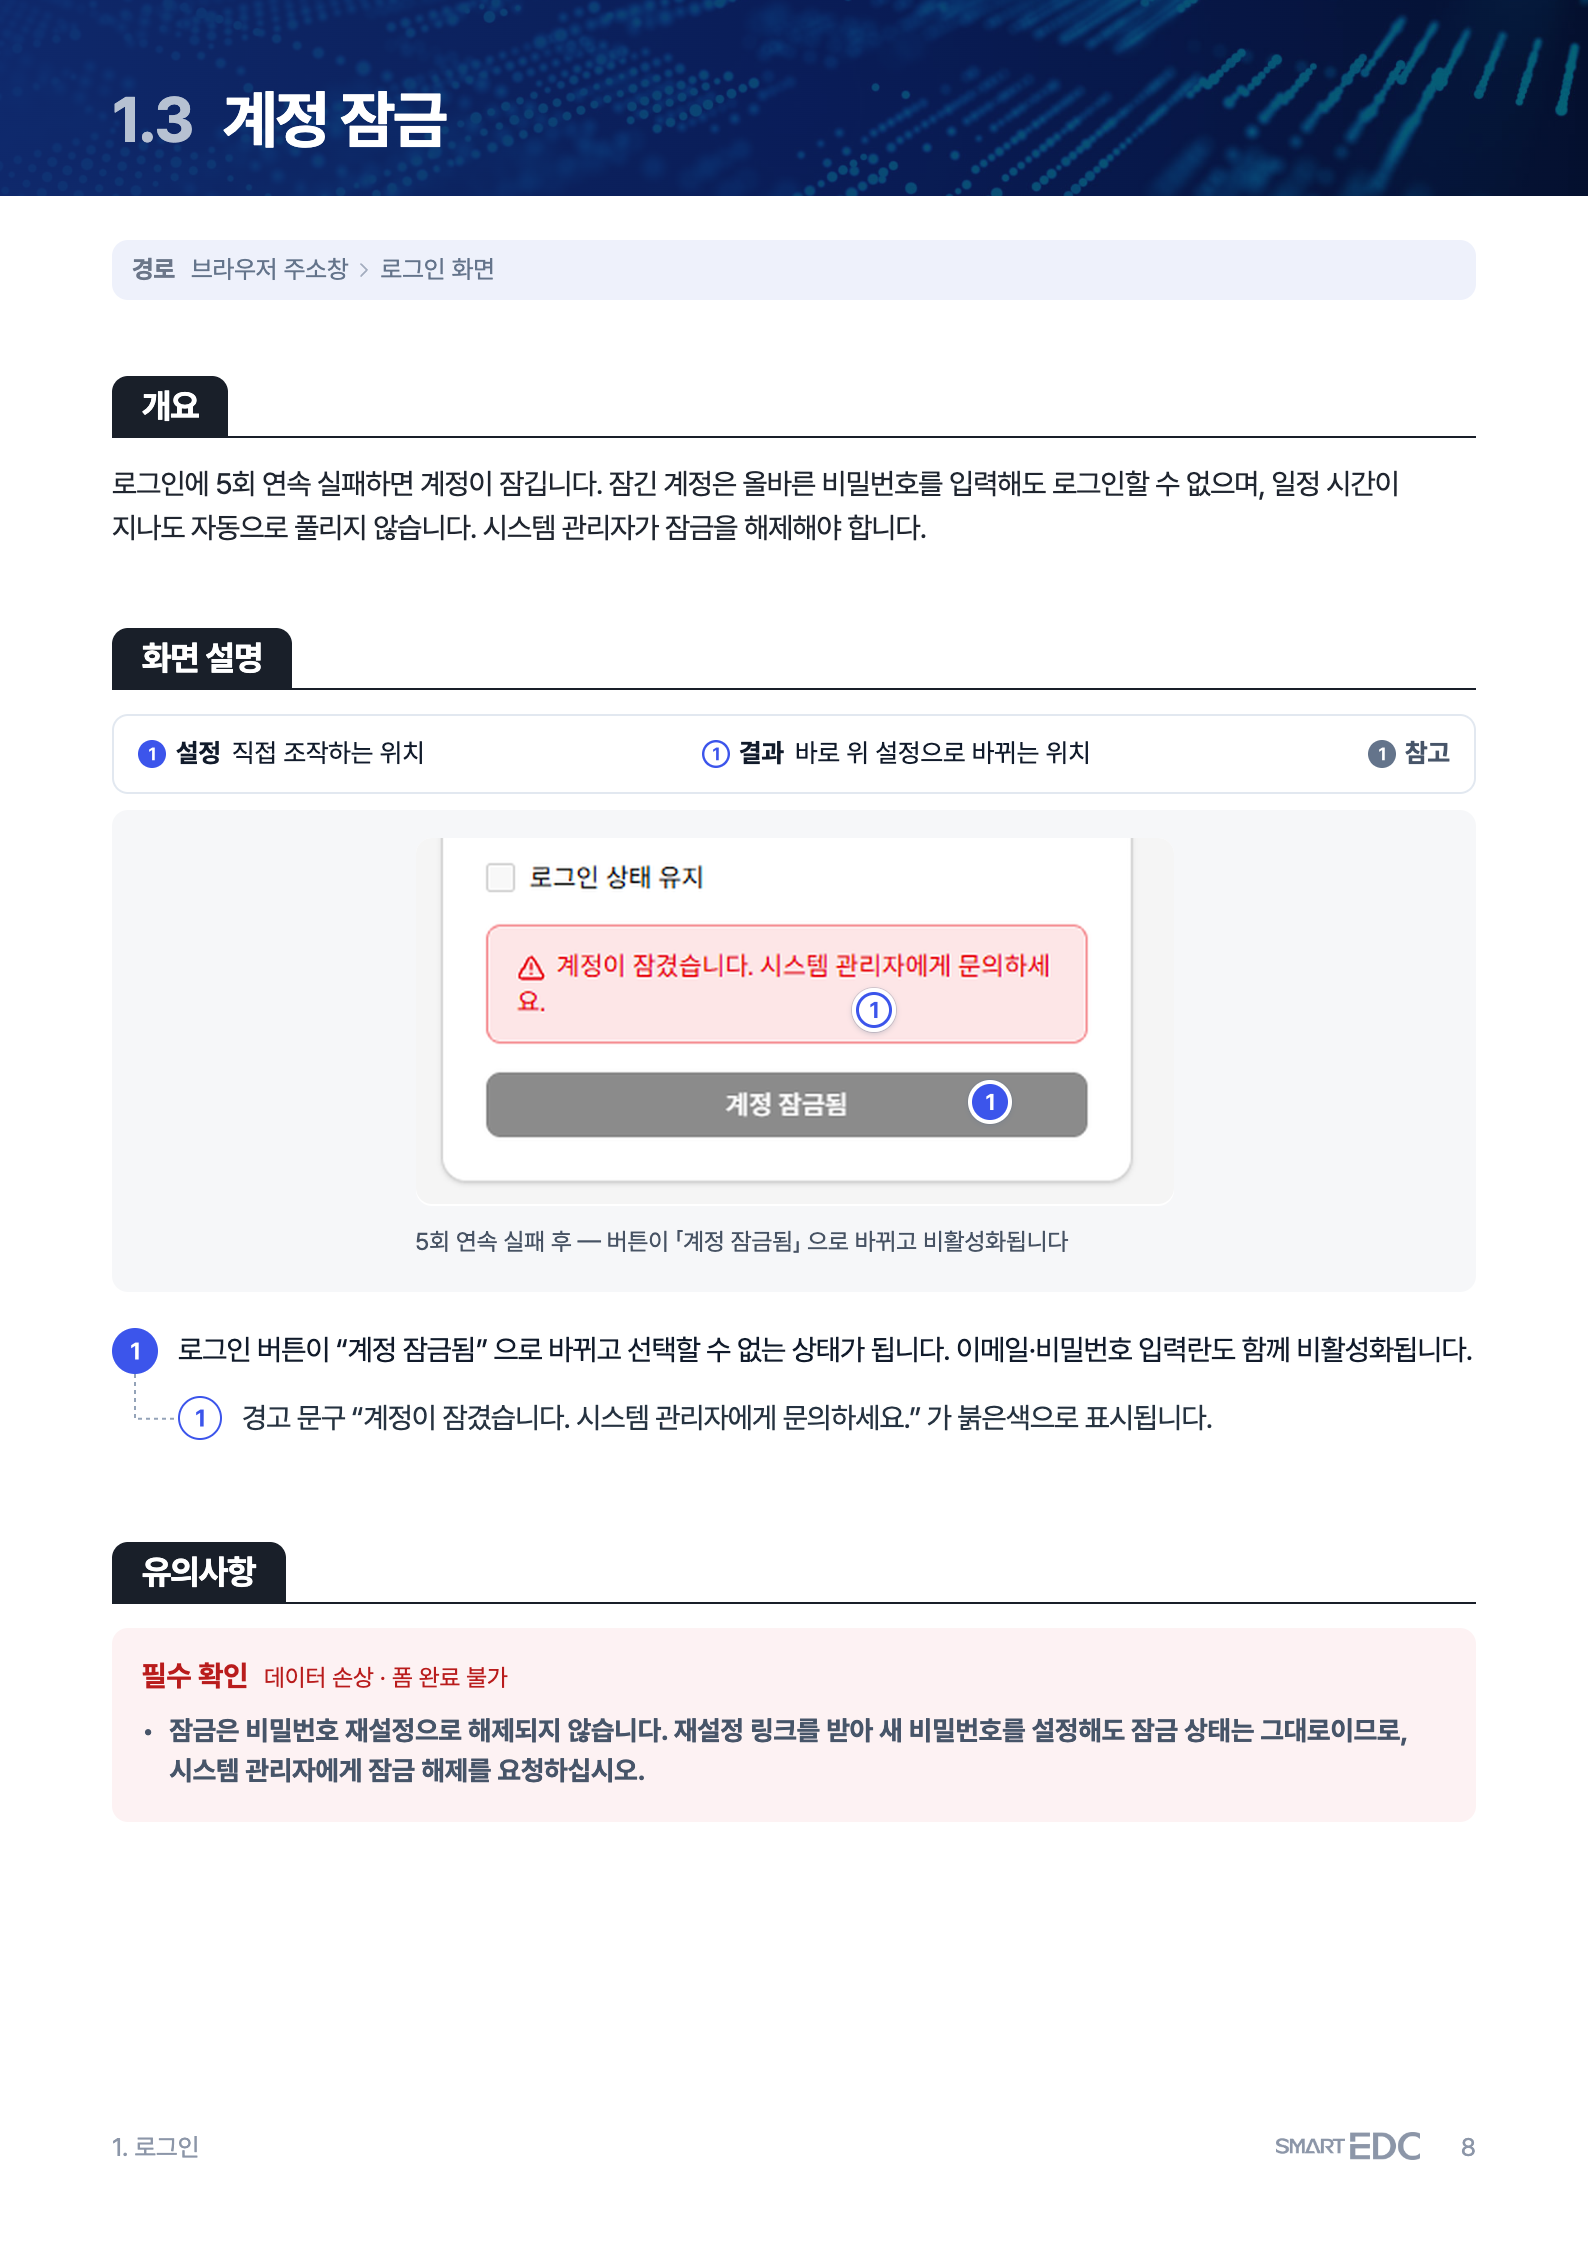 1.3 계정 잠금
경로 브라우저 주소창 > 로그인 화면
개요
로그인에 5회 연속 실패하면 계정이 잠깁니다. 잠긴 계정은 올바른 비밀번호를 입력해도 로그인할 수 없으며, 일정 시간이
지나도 자동으로 풀리지 않습니다. 시스템 관리자가 잠금을 해제해야 합니다.
화면 설명
1 설정 직접 조작하는 위치 1 결과 바로 위 설정으로 바뀌는 위치 1 참고
로그인 상태 유지
계정이 잠겼습니다. 시스템 관리자에게 문의하세
요.
1
계정 잠금됨 1
5회 연속 실패 후 — 버튼이 「계정 잠금됨」 으로 바뀌고 비활성화됩니다
1 로그인 버튼이 “계정 잠금됨” 으로 바뀌고 선택할 수 없는 상태가 됩니다. 이메일·비밀번호 입력란도 함께 비활성화됩니다.
1 경고 문구 “계정이 잠겼습니다. 시스템 관리자에게 문의하세요.” 가 붉은색으로 표시됩니다.
유의사항
필수 확인 데이터 손상 · 폼 완료 불가
• 잠금은 비밀번호 재설정으로 해제되지 않습니다. 재설정 링크를 받아 새 비밀번호를 설정해도 잠금 상태는 그대로이므로,
시스템 관리자에게 잠금 해제를 요청하십시오.
1. 로그인 SMART EDC 8